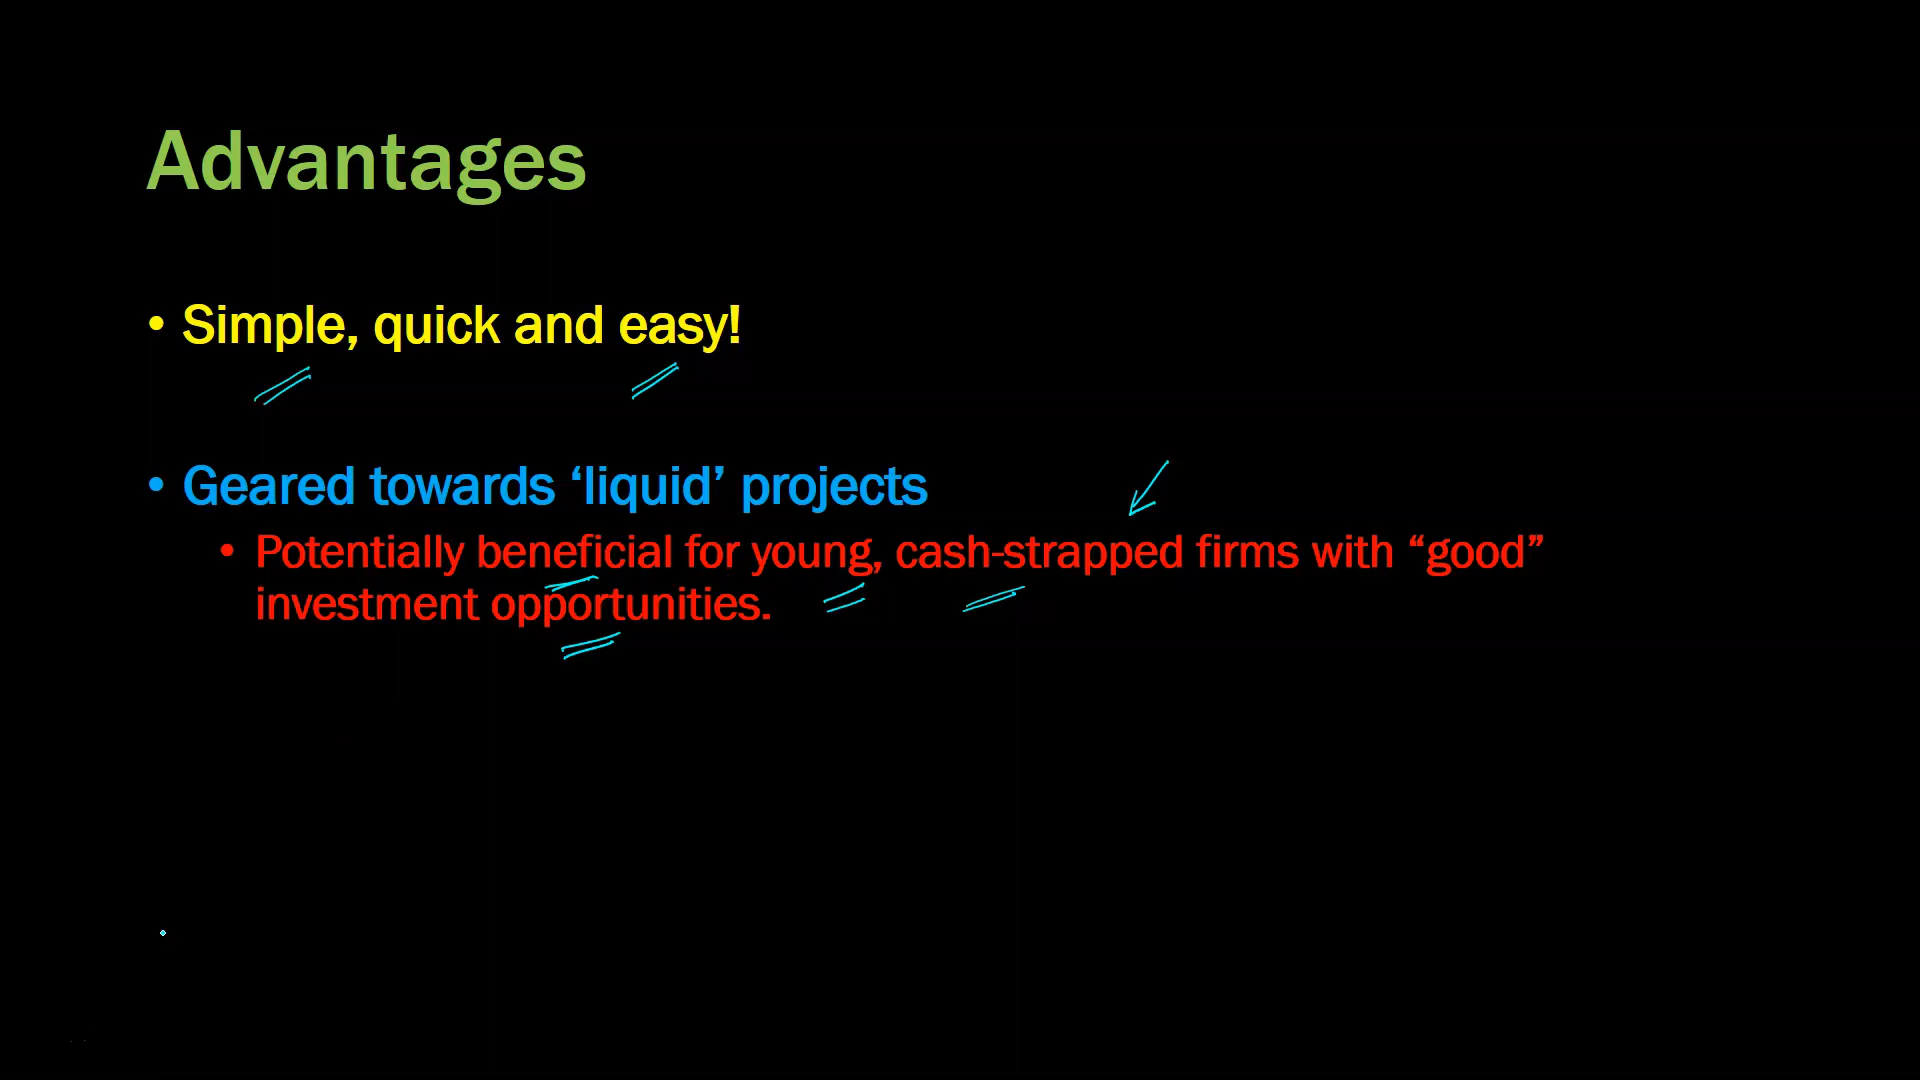 Advantages
• Simple, quick and easy!
• Geared towards ‘liquid’ projects
• Potentially beneficial for young, cash-strapped firms with “good”
investment opportunities.